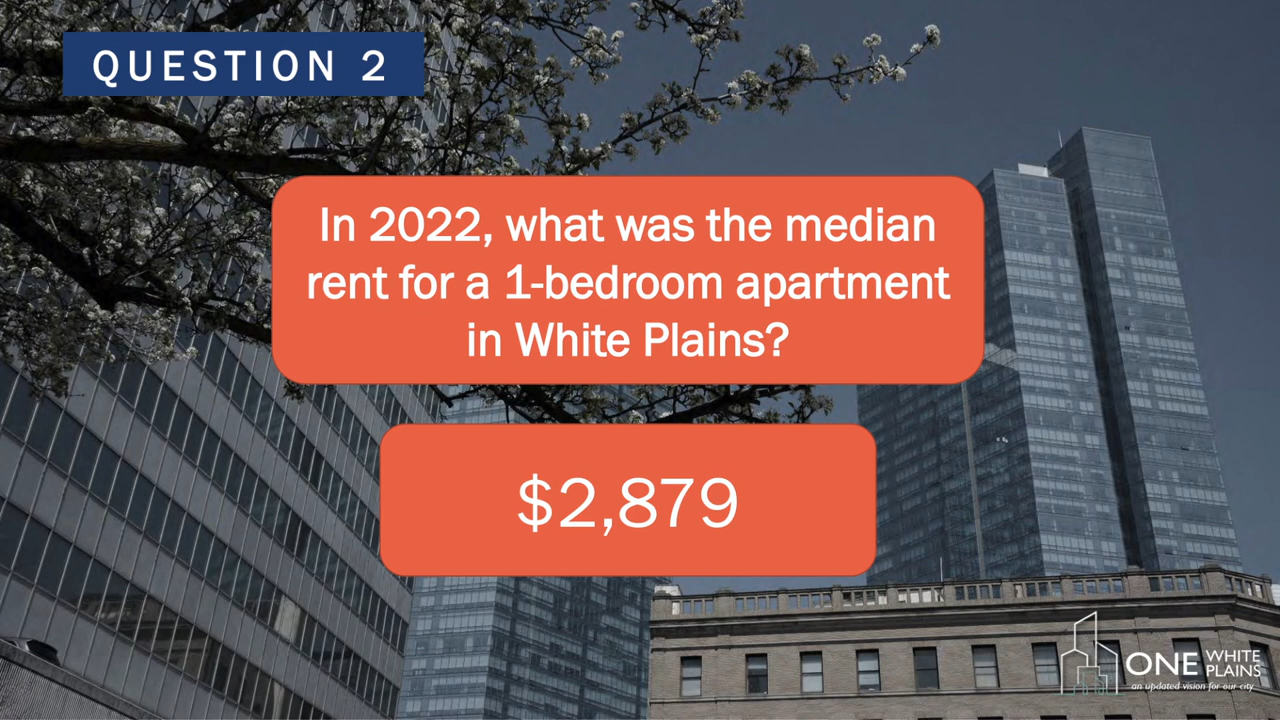 QUESTION 2
In 2022, what was the median
rent for a 1-bedroom apartment
in White Plains?
$2,879
ONE WHITE
PLAINS
an updated vision for our city